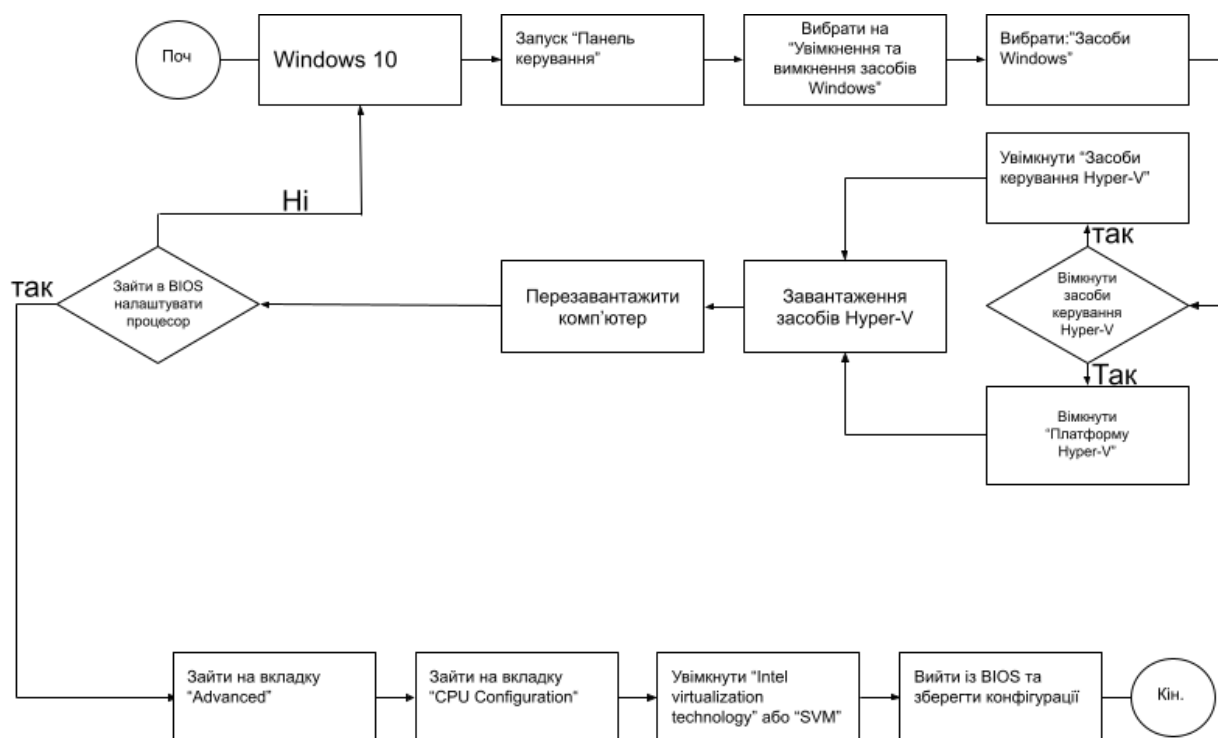 Поч
Windows 10
Запуск “Панель
керування”
Вибрати на
“Увімкнення та
вимкнення засобів
Windows”
Вибрати:”Засоби
Windows”
Увімкнути “Засоби
керування Hyper-V”
так
Вімкнути
засоби
керування
Hyper-V
Так
Вімкнути
“Платформу
Hyper-V”
Завантаження
засобів Hyper-V
Перезавантажити
комп’ютер
Ні
Зайти в BIOS
налаштувати
процесор
так
Зайти на вкладку
“Advanced”
Зайти на вкладку
“CPU Configuration“
Увімкнути “Intel
virtualization
technology” або “SVM”
Вийти із BIOS та
зберегти конфігурації
Кін.